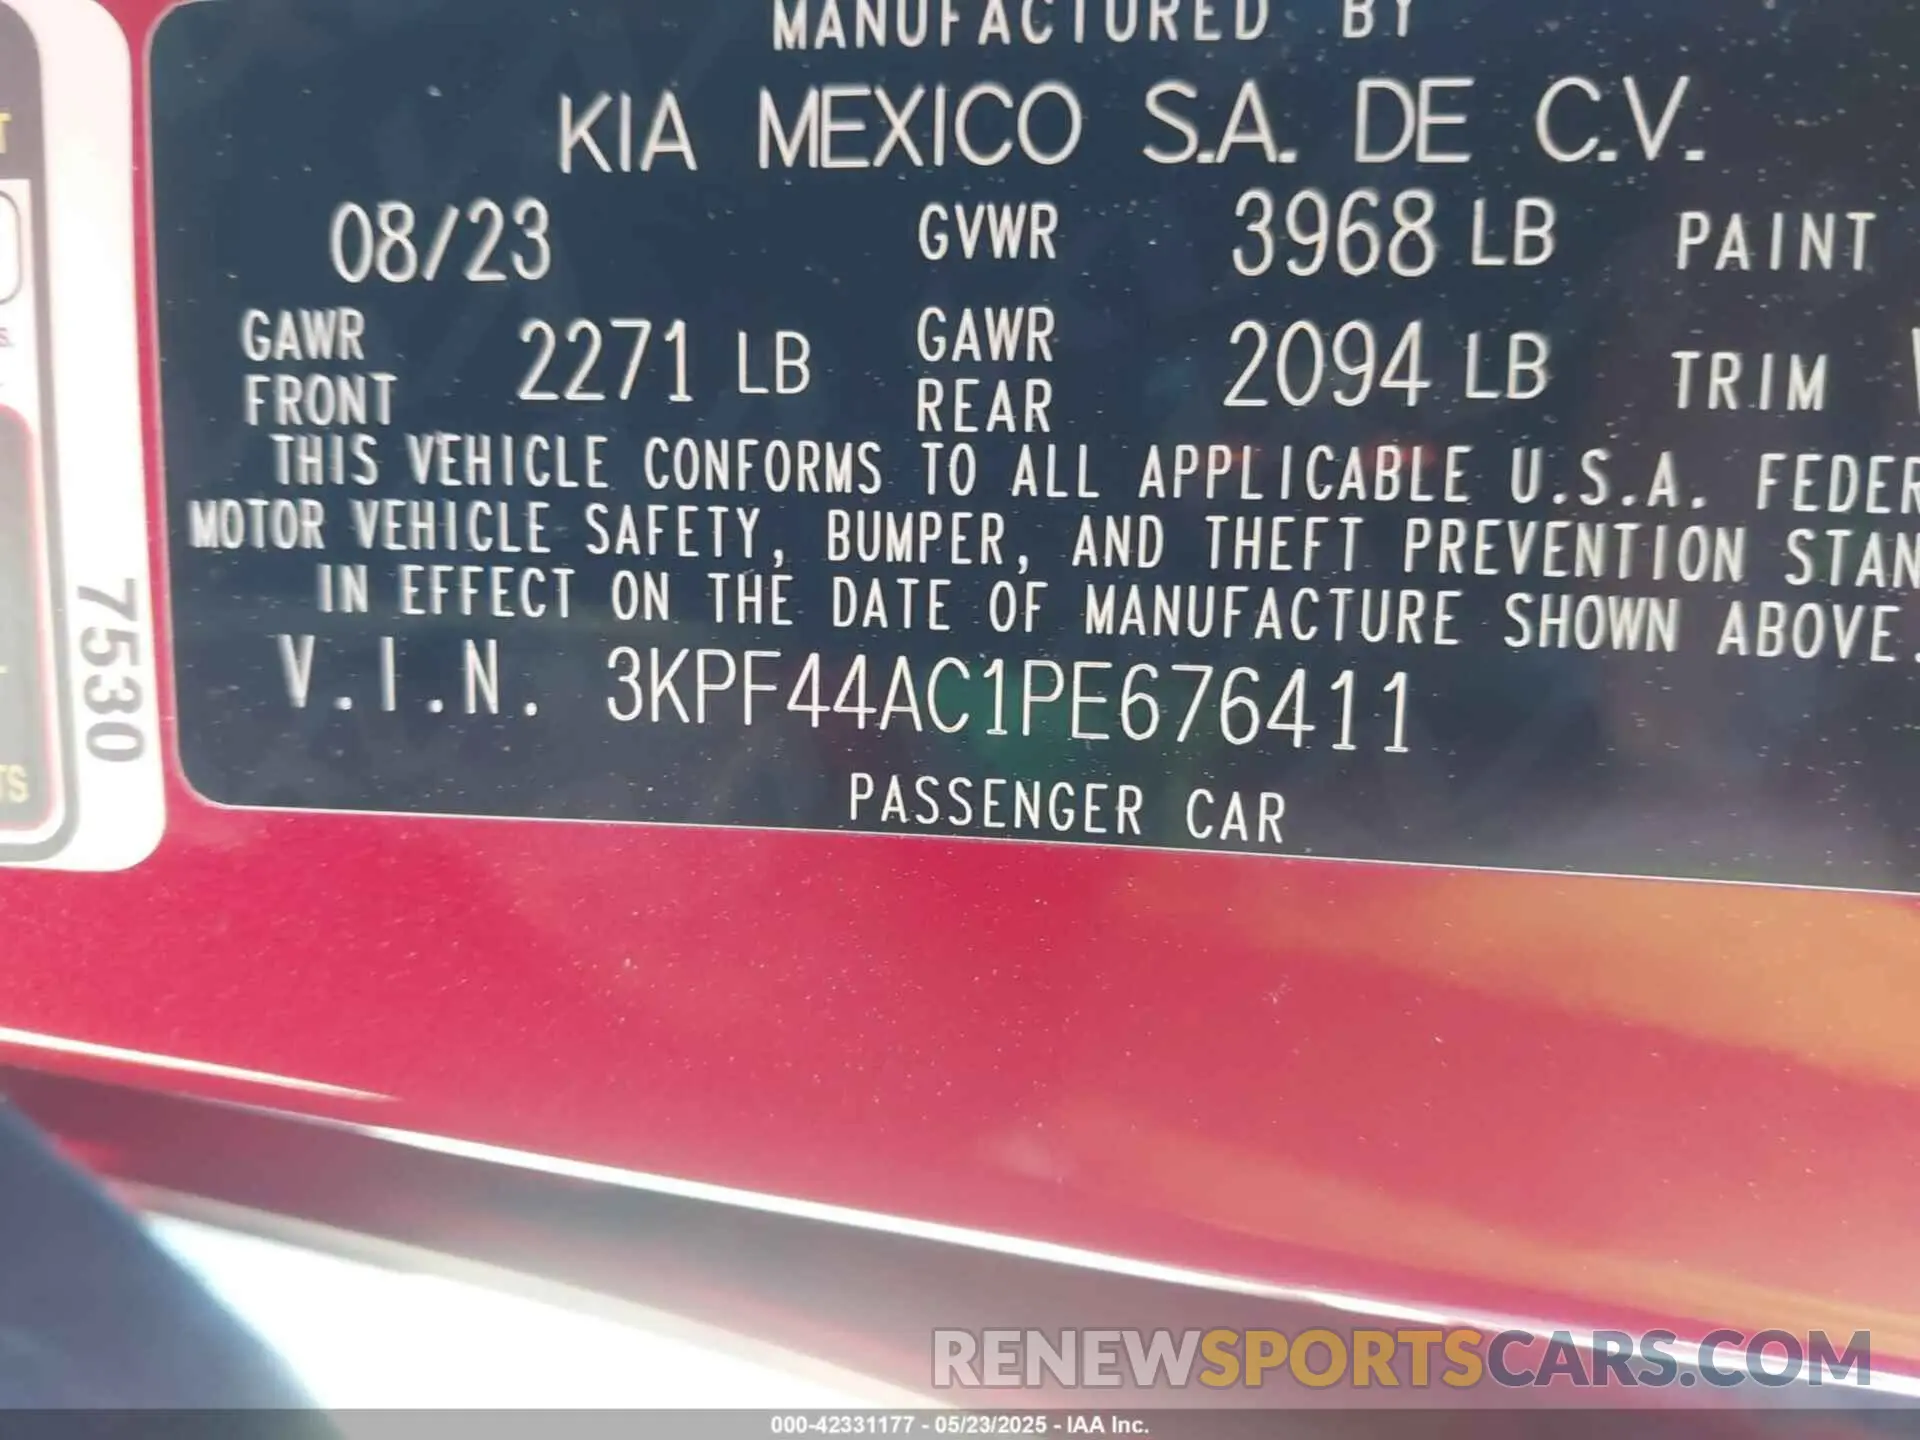 MANUFACTURED BY
KIA MEXICO S.A. DE C.V.
08/23 GVWR 3968 LB PAINT
GAWR FRONT 2271 LB GAWR REAR 2094 LB TRIM
THIS VEHICLE CONFORMS TO ALL APPLICABLE U.S.A. FEDER
MOTOR VEHICLE SAFETY, BUMPER, AND THEFT PREVENTION STAN
IN EFFECT ON THE DATE OF MANUFACTURE SHOWN ABOVE.
V.I.N. 3KPF44AC1PE676411
PASSENGER CAR
7530
RENEWSPORTSCARS.COM
000-42331177 - 05/23/2025 - IAA Inc.